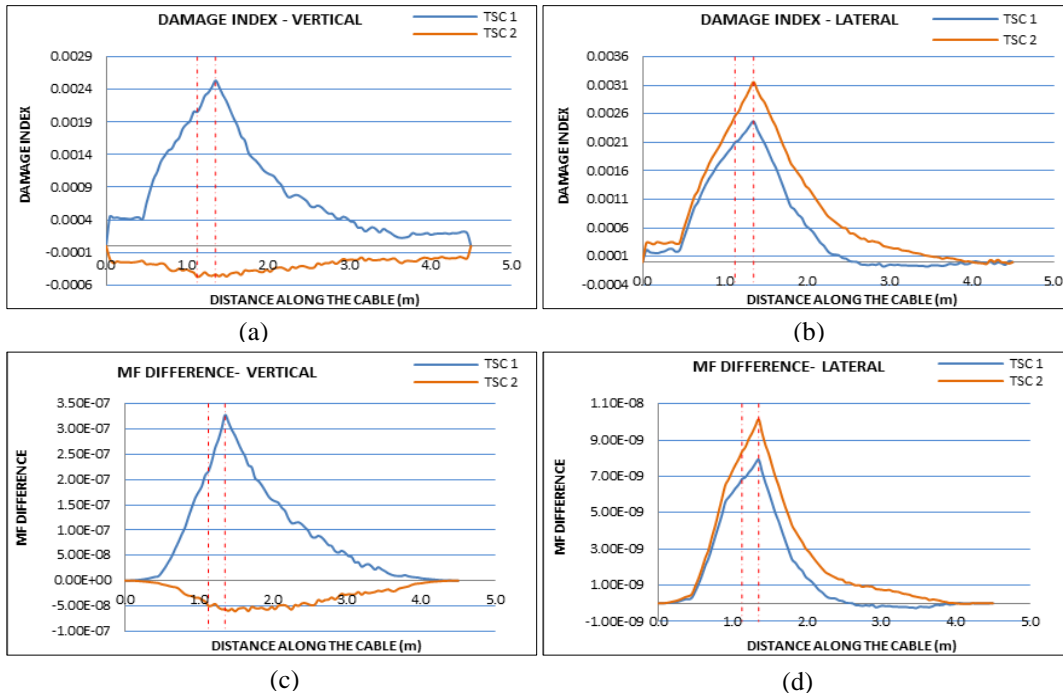 DAMAGE INDEX - VERTICAL
TSC 1
TSC 2
0.0029
0.0024
0.0019
0.0014
0.0009
0.0004
-0.0001
-0.0006
DAMAGE INDEX
0.0 1.0 2.0 3.0 4.0 5.0
DISTANCE ALONG THE CABLE (m)
(a)
DAMAGE INDEX - LATERAL
TSC 1
TSC 2
0.0036
0.0031
0.0026
0.0021
0.0016
0.0011
0.0006
0.0001
-0.0004
DAMAGE INDEX
0.0 1.0 2.0 3.0 4.0 5.0
DISTANCE ALONG THE CABLE (m)
(b)
MF DIFFERENCE- VERTICAL
TSC 1
TSC 2
3.50E-07
3.00E-07
2.50E-07
2.00E-07
1.50E-07
1.00E-07
5.00E-08
0.00E+00
-5.00E-08
-1.00E-07
MF DIFFERENCE
0.0 1.0 2.0 3.0 4.0 5.0
DISTANCE ALONG THE CABLE (m)
(c)
MF DIFFERENCE- LATERAL
TSC 1
TSC 2
1.10E-08
9.00E-09
7.00E-09
5.00E-09
3.00E-09
1.00E-09
-1.00E-09
MF DIFFERENCE
0.0 1.0 2.0 3.0 4.0 5.0
DISTANCE ALONG THE CABLE (m)
(d)